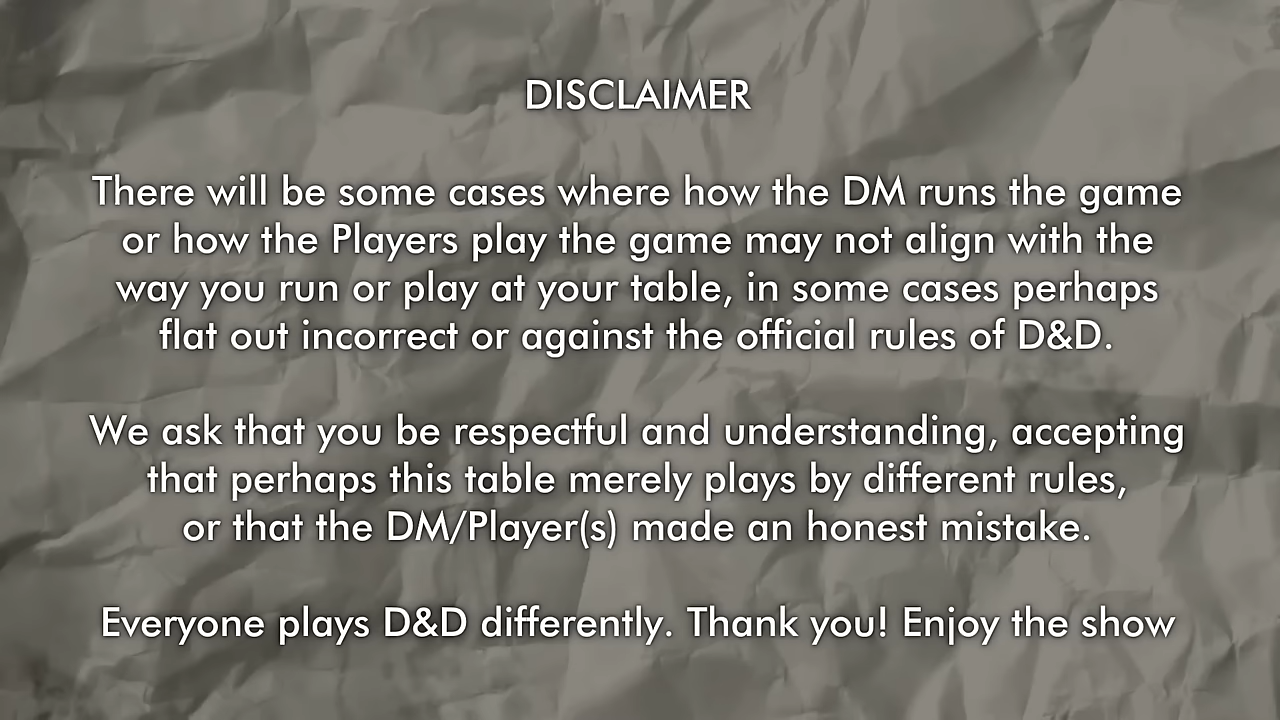 DISCLAIMER
There will be some cases where how the DM runs the game
or how the Players play the game may not align with the
way you run or play at your table, in some cases perhaps
flat out incorrect or against the official rules of D&D.
We ask that you be respectful and understanding, accepting
that perhaps this table merely plays by different rules,
or that the DM/Player(s) made an honest mistake.
Everyone plays D&D differently. Thank you! Enjoy the show